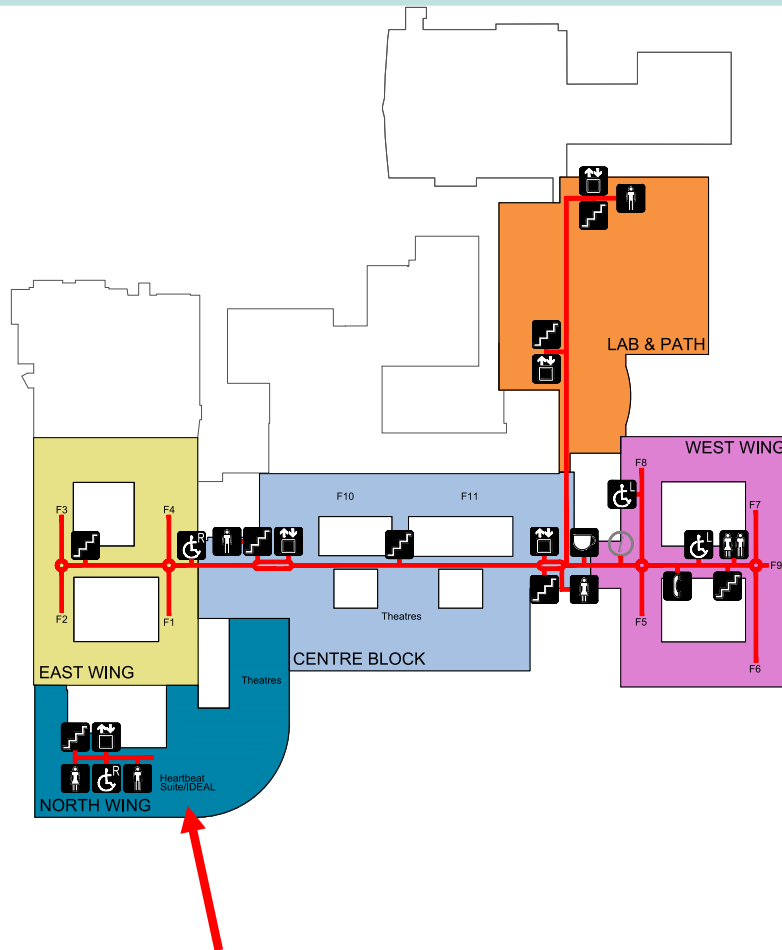 LAB & PATH
WEST WING
F8
L
F10
F11
F3
F4
F7
R
L
F9
F2
F1
Theatres
F5
F6
CENTRE BLOCK
EAST WING
Theatres
R
Heartbeat
Suite/IDEAL
NORTH WING